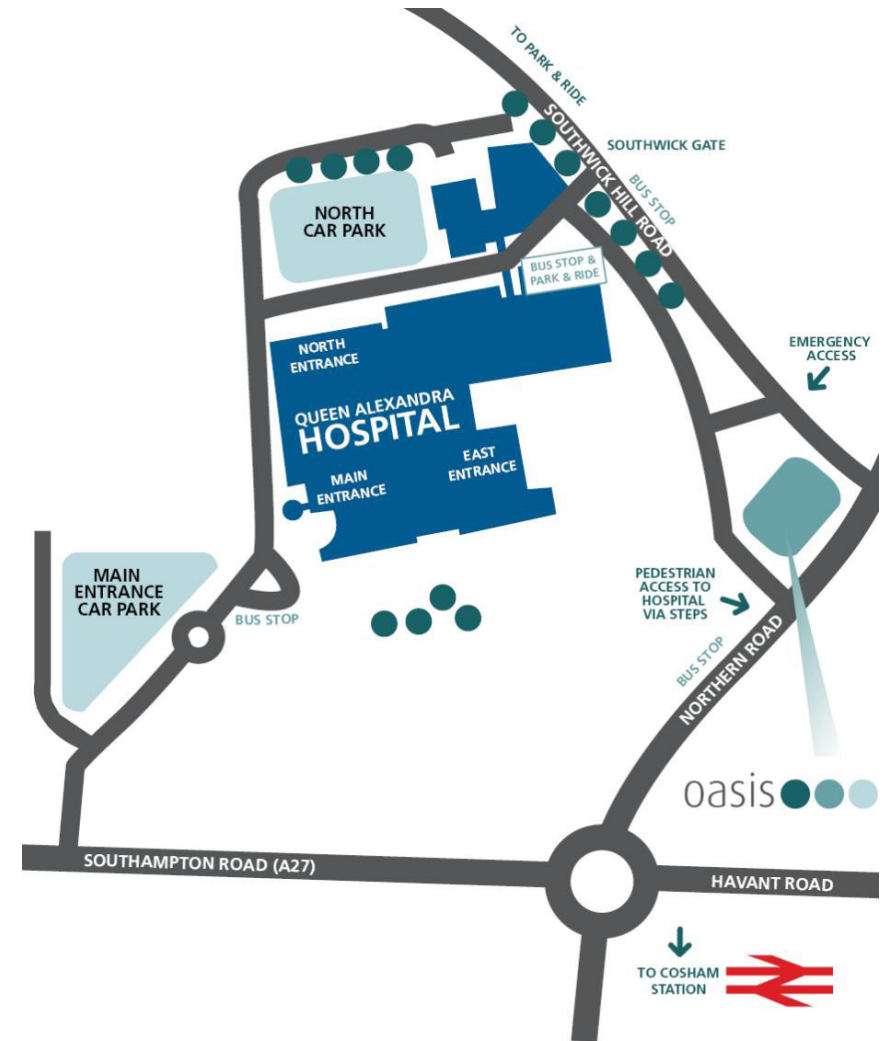 TO PARK & RIDE
SOUTHWICK HILL ROAD
SOUTHWICK GATE
BUS STOP
NORTH
CAR PARK
BUS STOP &
PARK & RIDE
NORTH
ENTRANCE
EMERGENCY
ACCESS
QUEEN ALEXANDRA
HOSPITAL
EAST
ENTRANCE
MAIN
ENTRANCE
MAIN
ENTRANCE
CAR PARK
BUS STOP
PEDESTRIAN
ACCESS TO
HOSPITAL
VIA STEPS
BUS STOP
NORTHERN ROAD
oasis
SOUTHAMPTON ROAD (A27)
HAVANT ROAD
TO COSHAM
STATION